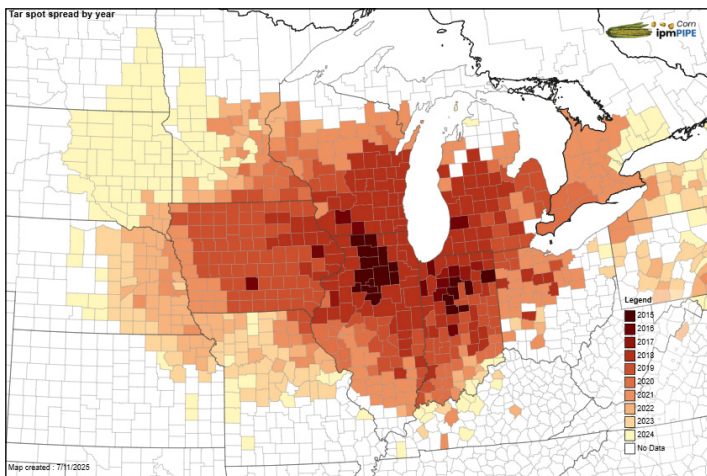 Tar spot spread by year
Corn
ipmPIPE
Legend
2015
2016
2017
2018
2019
2020
2021
2022
2023
2024
No Data
Map created : 7/11/2025